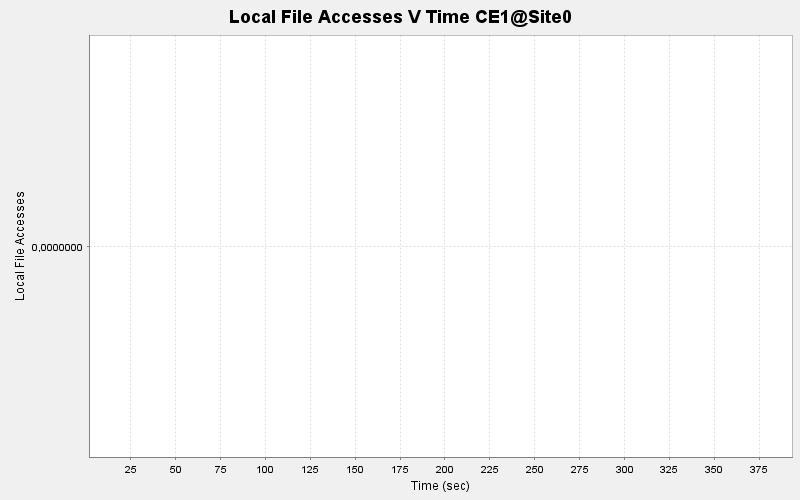 Local File Accesses V Time CE1@Site0
Local File Accesses
0,0000000
25 50 75 100 125 150 175 200 225 250 275 300 325 350 375
Time (sec)